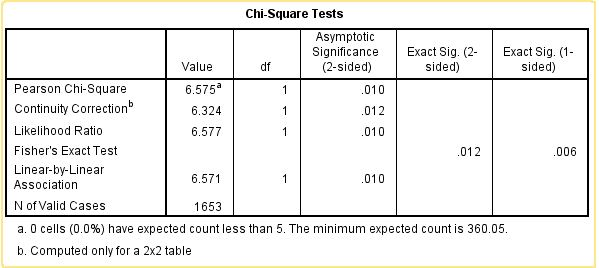 Chi-Square Tests
Value df Asymptotic Significance (2-sided) Exact Sig. (2-sided) Exact Sig. (1-sided)
Pearson Chi-Square 6.575a 1 .010
Continuity Correctionb 6.324 1 .012
Likelihood Ratio 6.577 1 .010
Fisher's Exact Test .012 .006
Linear-by-Linear Association 6.571 1 .010
N of Valid Cases 1653
a. 0 cells (0.0%) have expected count less than 5. The minimum expected count is 360.05.
b. Computed only for a 2x2 table